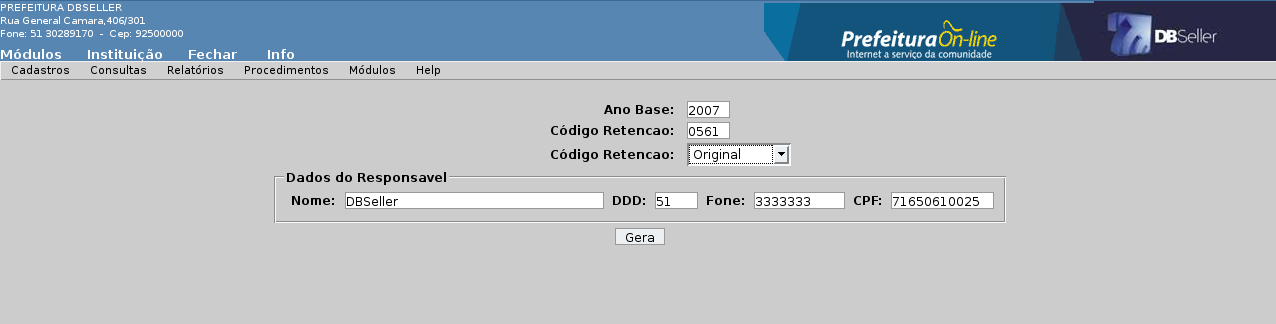 PREFEITURA DBSELLER
Rua General Camara,406/301
Fone: 51 30289170 - Cep: 92500000
Módulos Instituição Fechar Info
PrefeituraOn-line
Internet a serviço da comunidade
DBSeller
Cadastros Consultas Relatórios Procedimentos Módulos Help
Ano Base: 2007
Código Retencao: 0561
Código Retencao: Original
Dados do Responsavel
Nome: DBSeller DDD: 51 Fone: 3333333 CPF: 71650610025
Gera